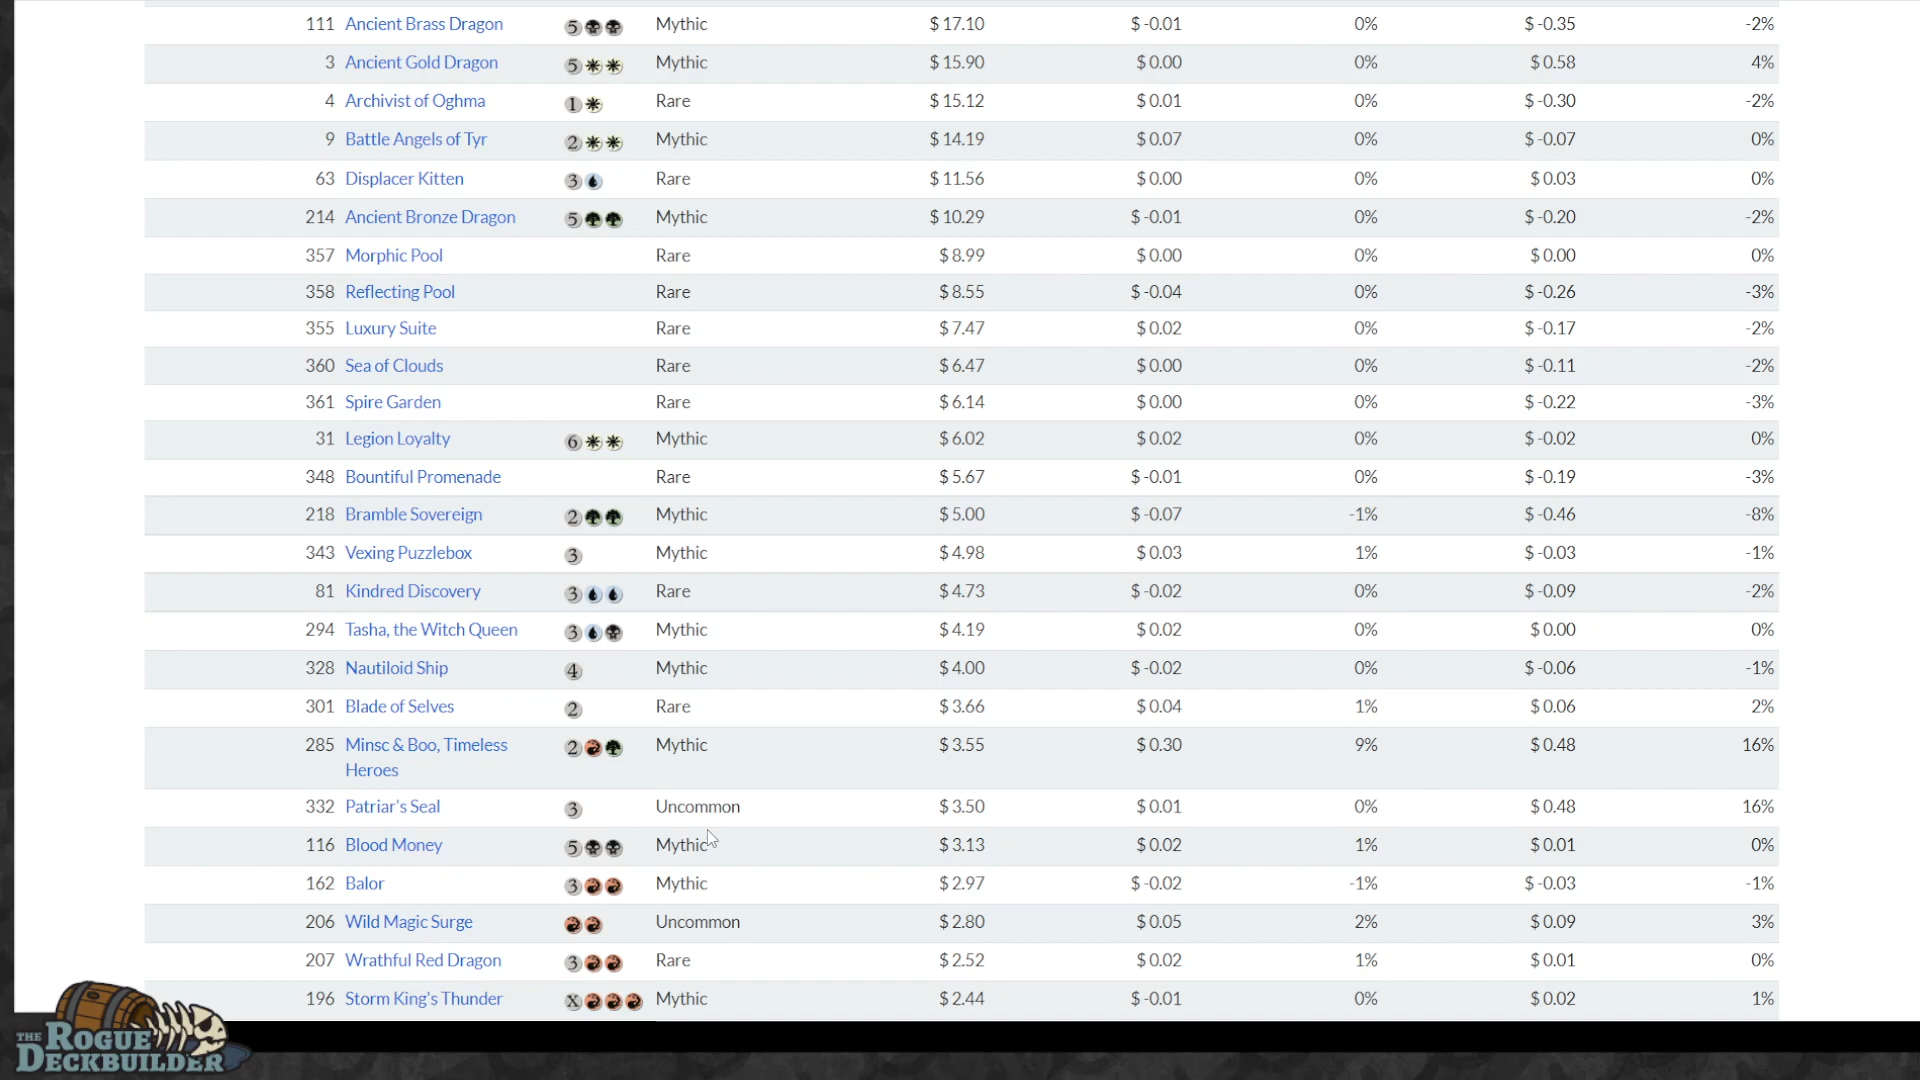 111 Ancient Brass Dragon 5 Mythic $ 17.10 $ -0.01 0% $ -0.35 -2%
3 Ancient Gold Dragon 5 Mythic $ 15.90 $ 0.00 0% $ 0.58 4%
4 Archivist of Oghma 1 Rare $ 15.12 $ 0.01 0% $ -0.30 -2%
9 Battle Angels of Tyr 2 Mythic $ 14.19 $ 0.07 0% $ -0.07 0%
63 Displacer Kitten 3 Rare $ 11.56 $ 0.00 0% $ 0.03 0%
214 Ancient Bronze Dragon 5 Mythic $ 10.29 $ -0.01 0% $ -0.20 -2%
357 Morphic Pool Rare $ 8.99 $ 0.00 0% $ 0.00 0%
358 Reflecting Pool Rare $ 8.55 $ -0.04 0% $ -0.26 -3%
355 Luxury Suite Rare $ 7.47 $ 0.02 0% $ -0.17 -2%
360 Sea of Clouds Rare $ 6.47 $ 0.00 0% $ -0.11 -2%
361 Spire Garden Rare $ 6.14 $ 0.00 0% $ -0.22 -3%
31 Legion Loyalty 6 Mythic $ 6.02 $ 0.02 0% $ -0.02 0%
348 Bountiful Promenade Rare $ 5.67 $ -0.01 0% $ -0.19 -3%
218 Bramble Sovereign 2 Mythic $ 5.00 $ -0.07 -1% $ -0.46 -8%
343 Vexing Puzzlebox 3 Mythic $ 4.98 $ 0.03 1% $ -0.03 -1%
81 Kindred Discovery 3 Rare $ 4.73 $ -0.02 0% $ -0.09 -2%
294 Tasha, the Witch Queen 3 Mythic $ 4.19 $ 0.02 0% $ 0.00 0%
328 Nautiloid Ship 4 Mythic $ 4.00 $ -0.02 0% $ -0.06 -1%
301 Blade of Selves 2 Rare $ 3.66 $ 0.04 1% $ 0.06 2%
285 Minsc & Boo, Timeless 2 Mythic $ 3.55 $ 0.30 9% $ 0.48 16%
Heroes
332 Patriar's Seal 3 Uncommon $ 3.50 $ 0.01 0% $ 0.48 16%
116 Blood Money 5 Mythic $ 3.13 $ 0.02 1% $ 0.01 0%
162 Balor 3 Mythic $ 2.97 $ -0.02 -1% $ -0.03 -1%
206 Wild Magic Surge Uncommon $ 2.80 $ 0.05 2% $ 0.09 3%
207 Wrathful Red Dragon 3 Rare $ 2.52 $ 0.02 1% $ 0.01 0%
196 Storm King's Thunder X Mythic $ 2.44 $ -0.01 0% $ 0.02 1%
THE ROGUE
DECKBUILDER